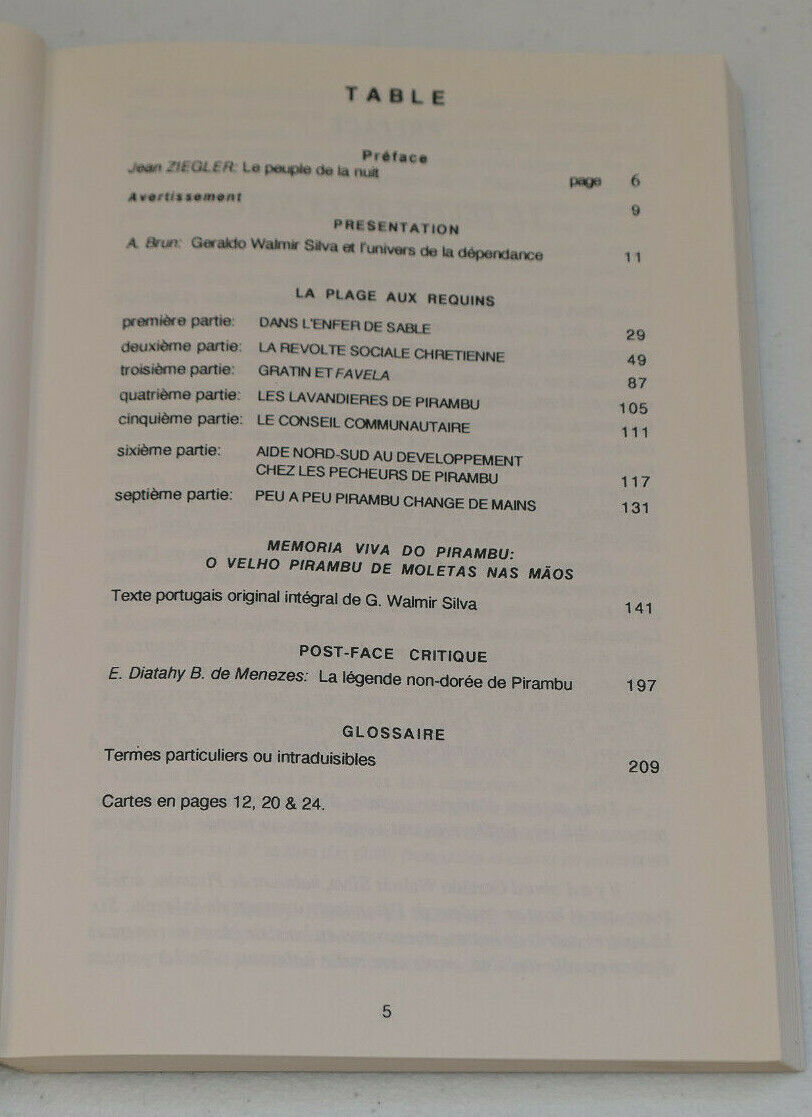 TABLE
Préface
Jean ZIEGLER: Le peuple de la nuit page 6
Avertissement 9
PRESENTATION
A. Brun: Geraldo Walmir Silva et l'univers de la dépendance 11
LA PLAGE AUX REQUINS
première partie: DANS L'ENFER DE SABLE 29
deuxième partie: LA REVOLTE SOCIALE CHRETIENNE 49
troisième partie: GRATIN ET FAVELA 87
quatrième partie: LES LAVANDIERES DE PIRAMBU 105
cinquième partie: LE CONSEIL COMMUNAUTAIRE 111
sixième partie: AIDE NORD-SUD AU DEVELOPPEMENT
CHEZ LES PECHEURS DE PIRAMBU 117
septième partie: PEU A PEU PIRAMBU CHANGE DE MAINS 131
MEMORIA VIVA DO PIRAMBU:
O VELHO PIRAMBU DE MOLETAS NAS MÃOS
Texte portugais original intégral de G. Walmir Silva 141
POST-FACE CRITIQUE
E. Diatahy B. de Menezes: La légende non-dorée de Pirambu 197
GLOSSAIRE
Termes particuliers ou intraduisibles 209
Cartes en pages 12, 20 & 24.
5